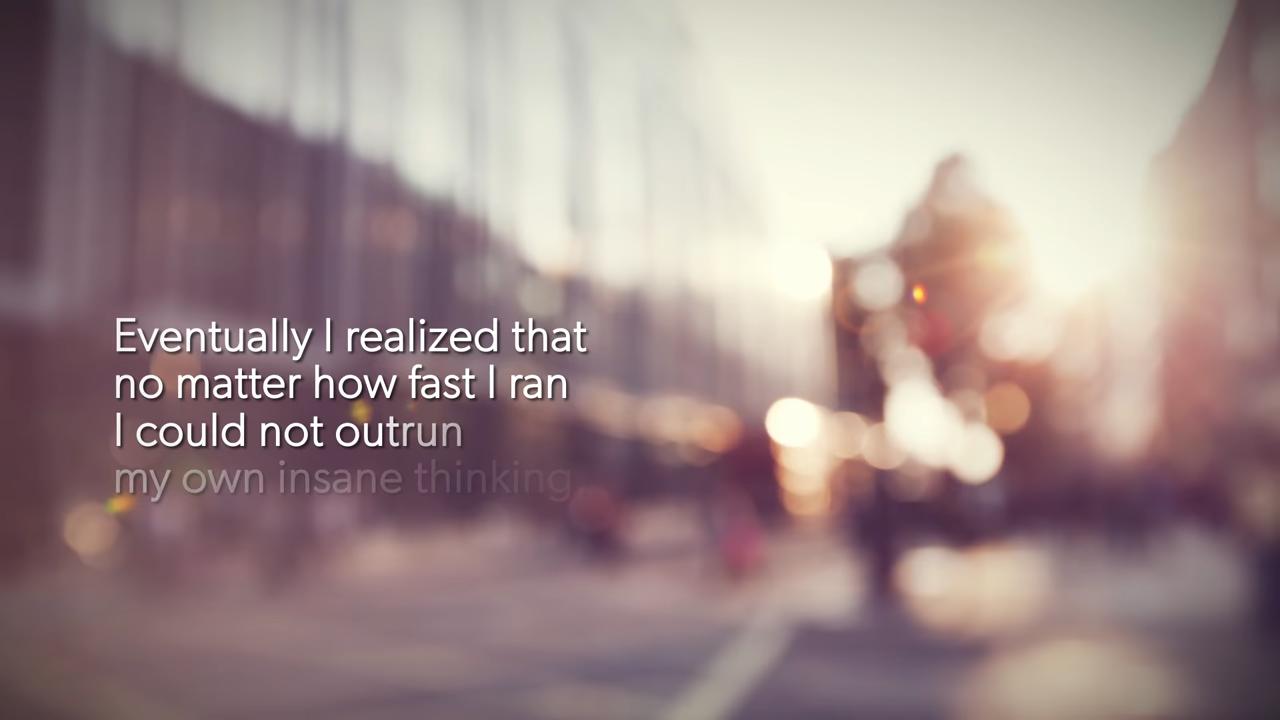 Eventually I realized that
no matter how fast I ran
I could not outrun
my own insane thinking